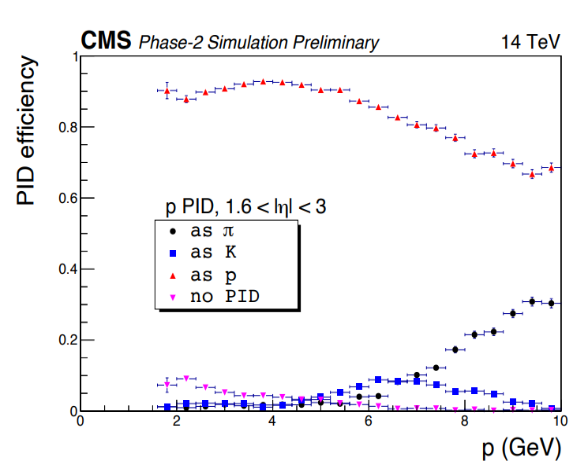 CMS Phase-2 Simulation Preliminary 14 TeV
PID efficiency
1
0.8
0.6
0.4
0.2
0
p PID, 1.6 < |η| < 3
as π
as K
as p
no PID
0 2 4 6 8 10
p (GeV)